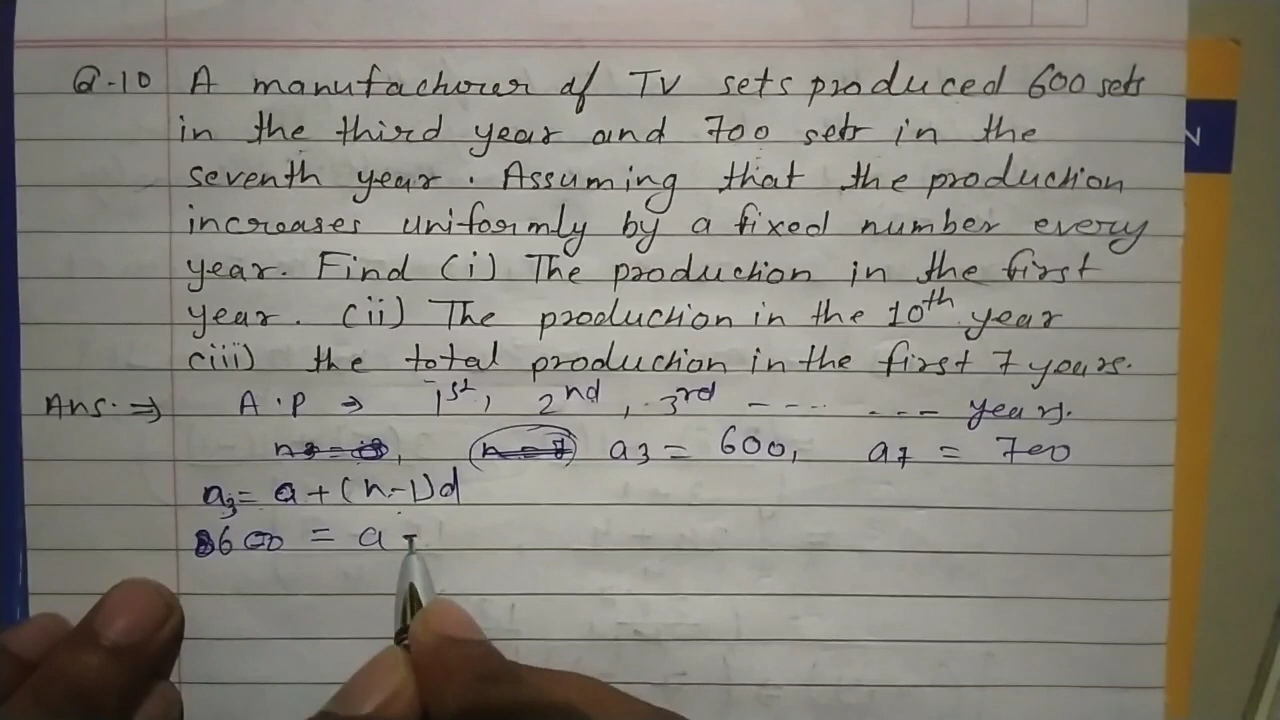 Q.10 A manufacturer of TV sets produced 600 sets
in the third year and 700 sets in the
seventh year. Assuming that the production
increases uniformly by a fixed number every
year. Find (i) The production in the first
year. (ii) The production in the 10th year
(iii) the total production in the first 7 years.
Ans. ⇒ A.P → 1st, 2nd, 3rd ---- ---- years.
a3 = 600, a7 = 700
a3 = a + (n-1)d
600 = a
N